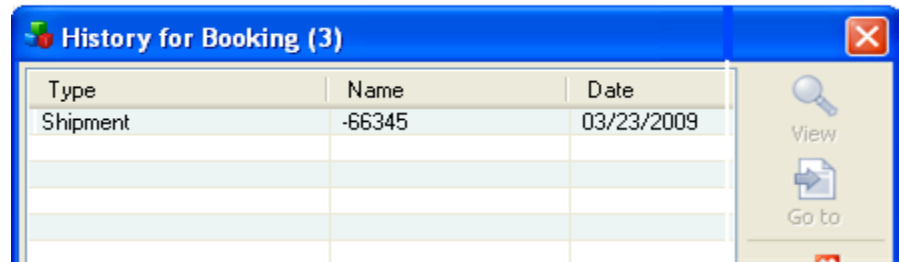 History for Booking (3)
Type Name Date
Shipment -66345 03/23/2009
View
Go to